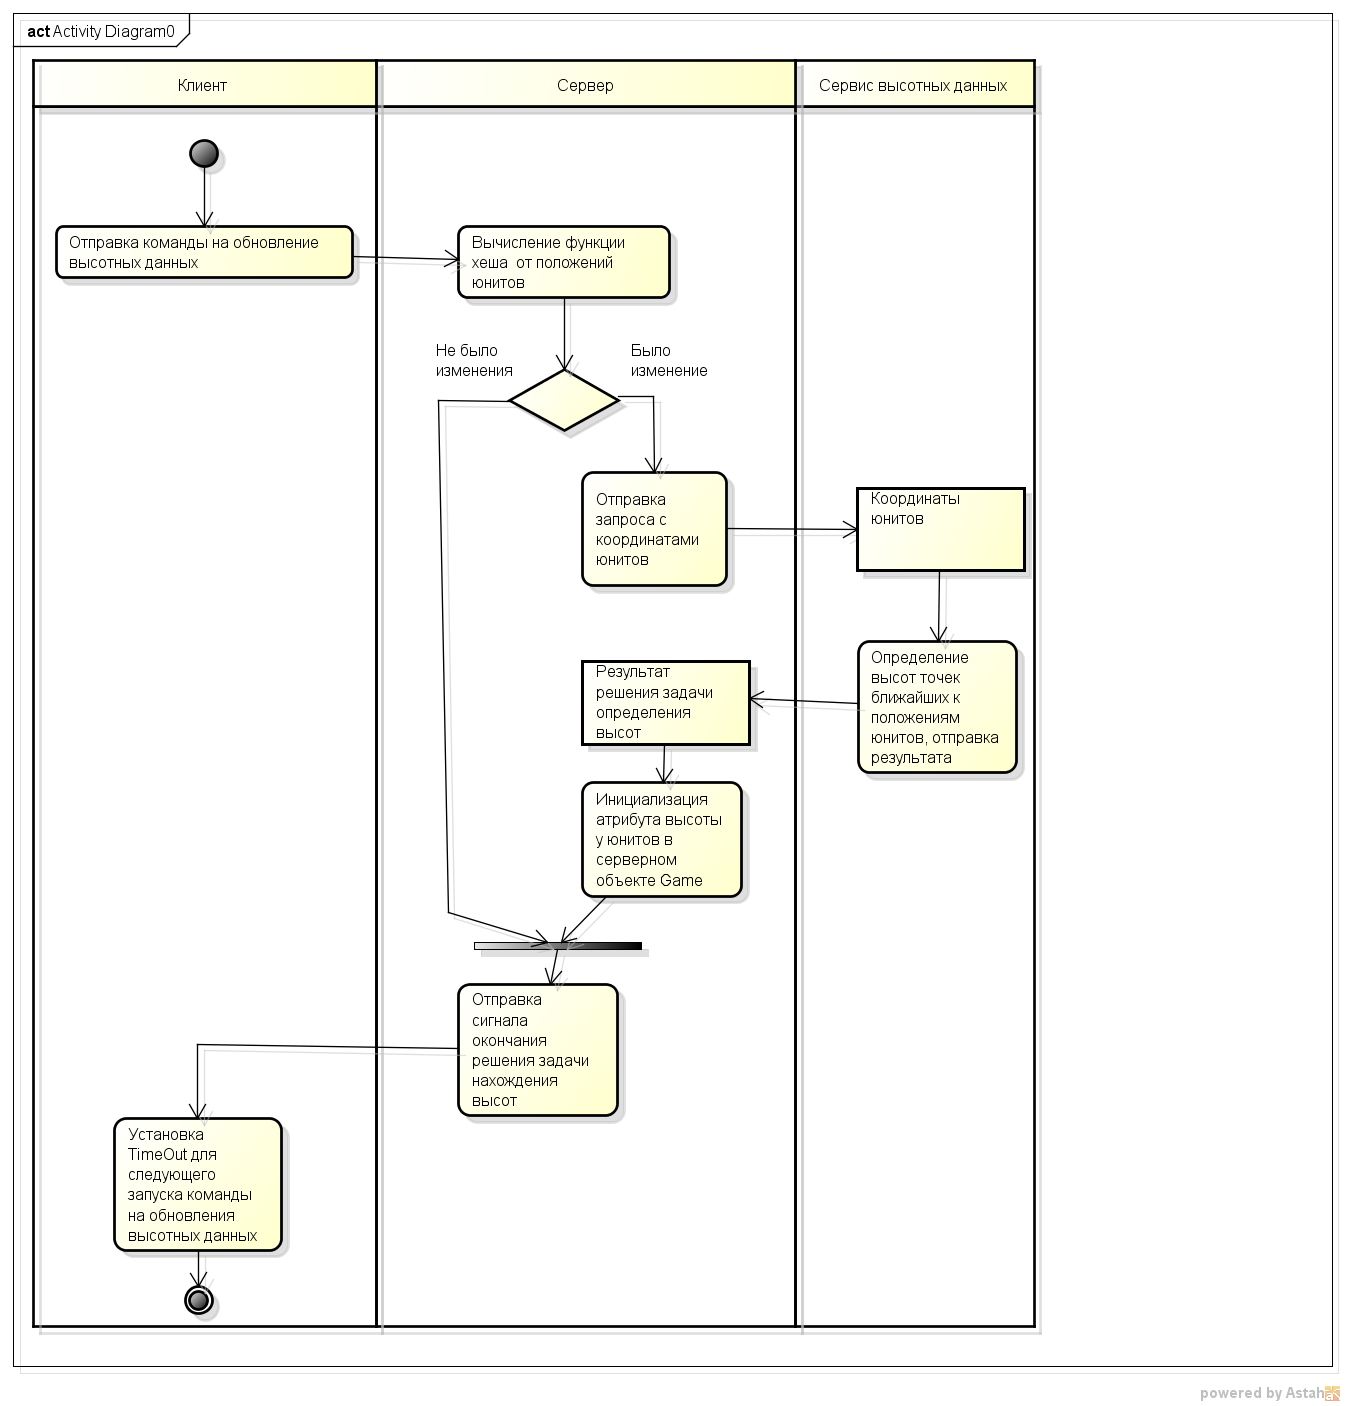 act Activity Diagram0
Клиент
Сервер
Сервис высотных данных
Отправка команды на обновление
высотных данных
Вычисление функции
хеша от положений
юнитов
Не было
изменения
Было
изменение
Отправка
запроса с
координатами
юнитов
Координаты
юнитов
Определение
высот точек
ближайших к
положениям
юнитов, отправка
результата
Результат
решения задачи
определения
высот
Инициализация
атрибута высоты
у юнитов в
серверном
объекте Game
Отправка
сигнала
окончания
решения задачи
нахождения
высот
Установка
TimeOut для
следующего
запуска команды
на обновления
высотных данных
powered by Astah